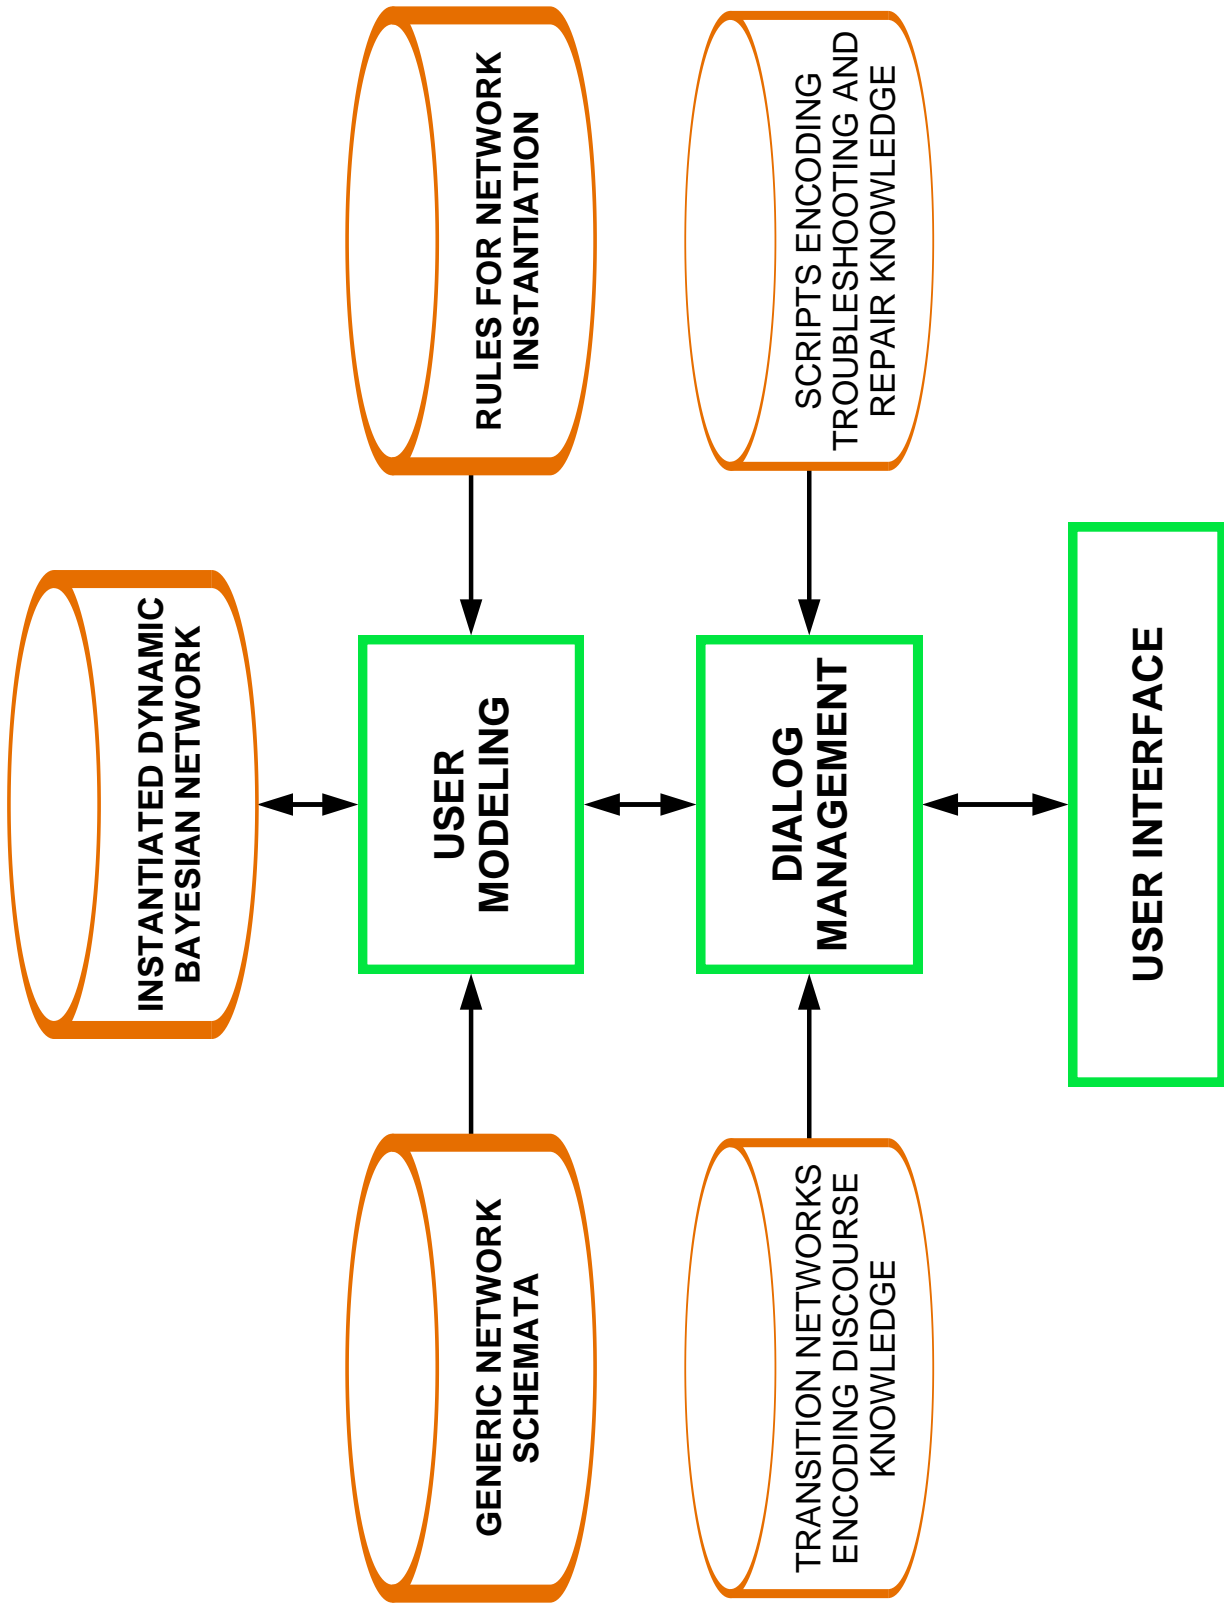 INSTANTIATED DYNAMIC
BAYESIAN NETWORK
GENERIC NETWORK
SCHEMATA
USER
MODELING
RULES FOR NETWORK
INSTANTIATION
TRANSITION NETWORKS
ENCODING DISCOURSE
KNOWLEDGE
DIALOG
MANAGEMENT
SCRIPTS ENCODING
TROUBLESHOOTING AND
REPAIR KNOWLEDGE
USER INTERFACE